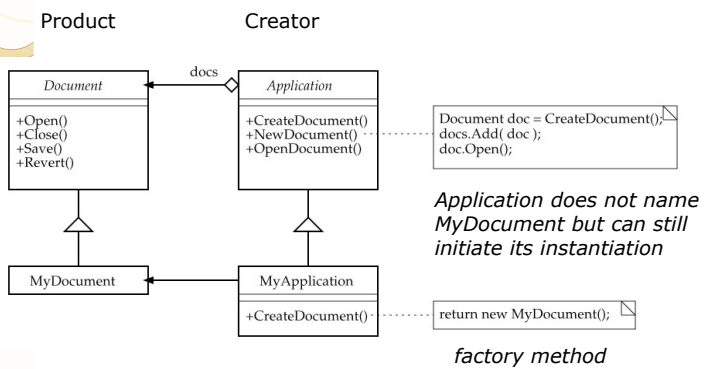 Product
Creator
Document
docs
Application
+Open()
+Close()
+Save()
+Revert()
+CreateDocument()
+NewDocument()
+OpenDocument()
Document doc = CreateDocument();
docs.Add( doc );
doc.Open();
Application does not name
MyDocument but can still
initiate its instantiation
MyDocument
MyApplication
+CreateDocument()
return new MyDocument();
factory method